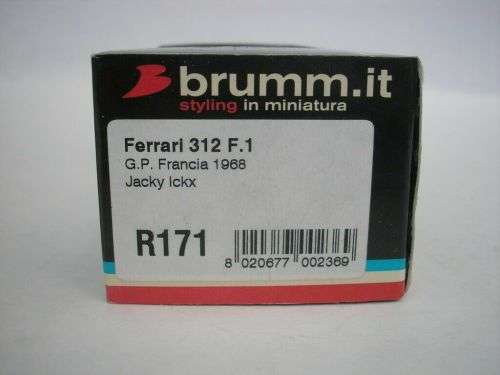 brumm.it
styling in miniatura
Ferrari 312 F.1
G.P. Francia 1968
Jacky Ickx
R171
8 020677 002369